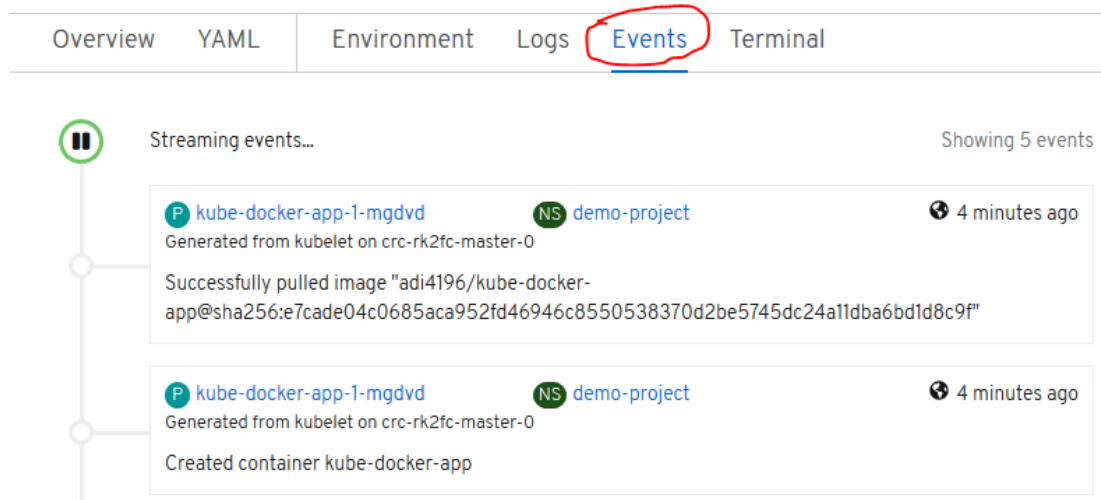 Overview YAML Environment Logs Events Terminal
Streaming events... Showing 5 events
P kube-docker-app-1-mgdvd NS demo-project 4 minutes ago
Generated from kubelet on crc-rk2fc-master-0
Successfully pulled image "adi4196/kube-docker-
app@sha256:e7cade04c0685aca952fd46946c8550538370d2be5745dc24a11dba6bd1d8c9f"
P kube-docker-app-1-mgdvd NS demo-project 4 minutes ago
Generated from kubelet on crc-rk2fc-master-0
Created container kube-docker-app